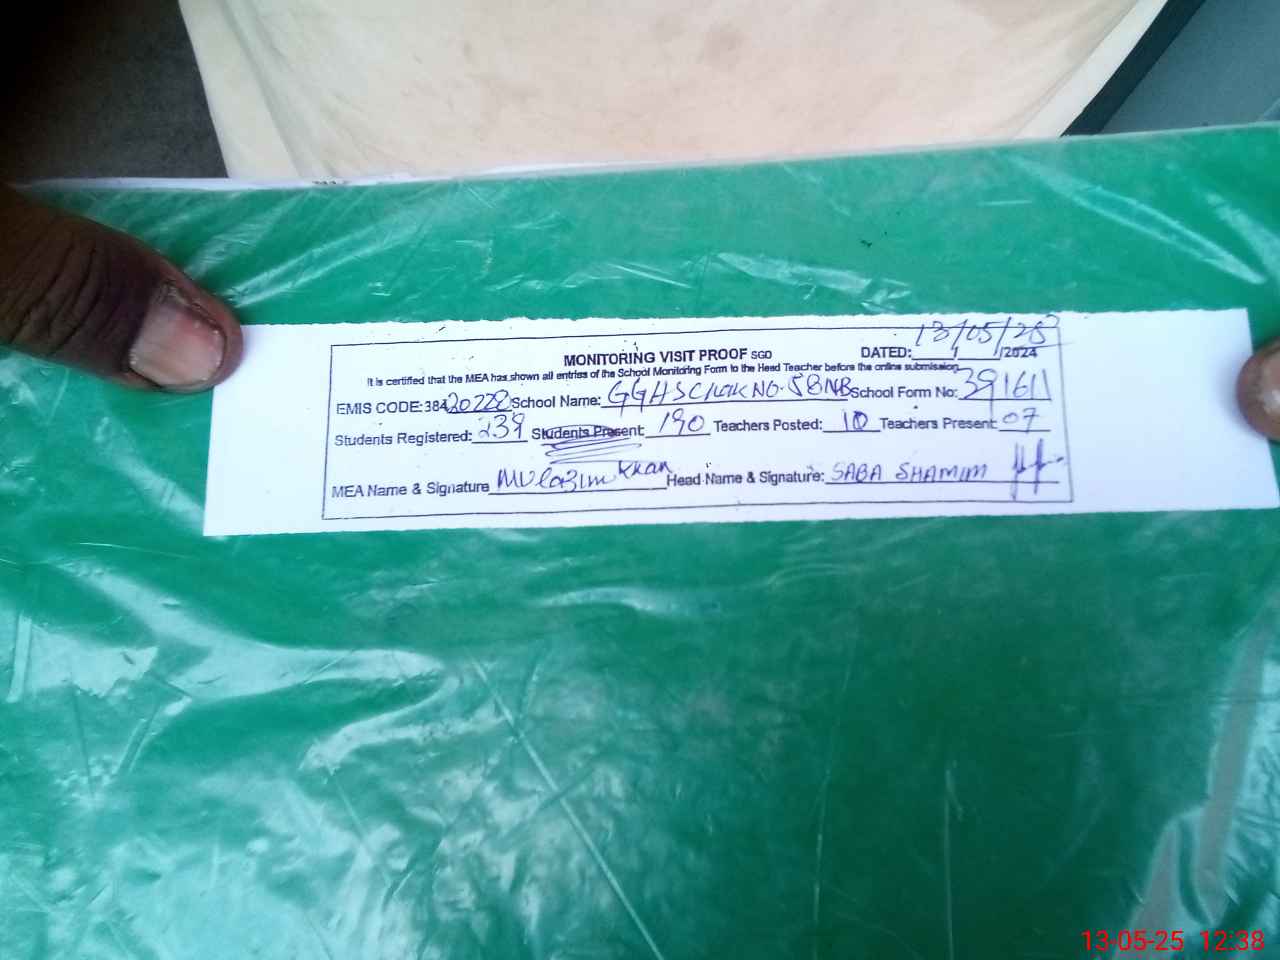 MONITORING VISIT PROOF SGD DATED: 13/05/25 /2024
It is certified that the MEA has shown all entries of the School Monitoring Form to the Head Teacher before the online submission.
EMIS CODE: 38420228 School Name: GGHS Chak No. 58NB School Form No: 391611
Students Registered: 239 Students Present: 190 Teachers Posted: 10 Teachers Present: 07
MEA Name & Signature Mulazim Khan Head Name & Signature: SABA SHAMIM
13-05-25 12:38